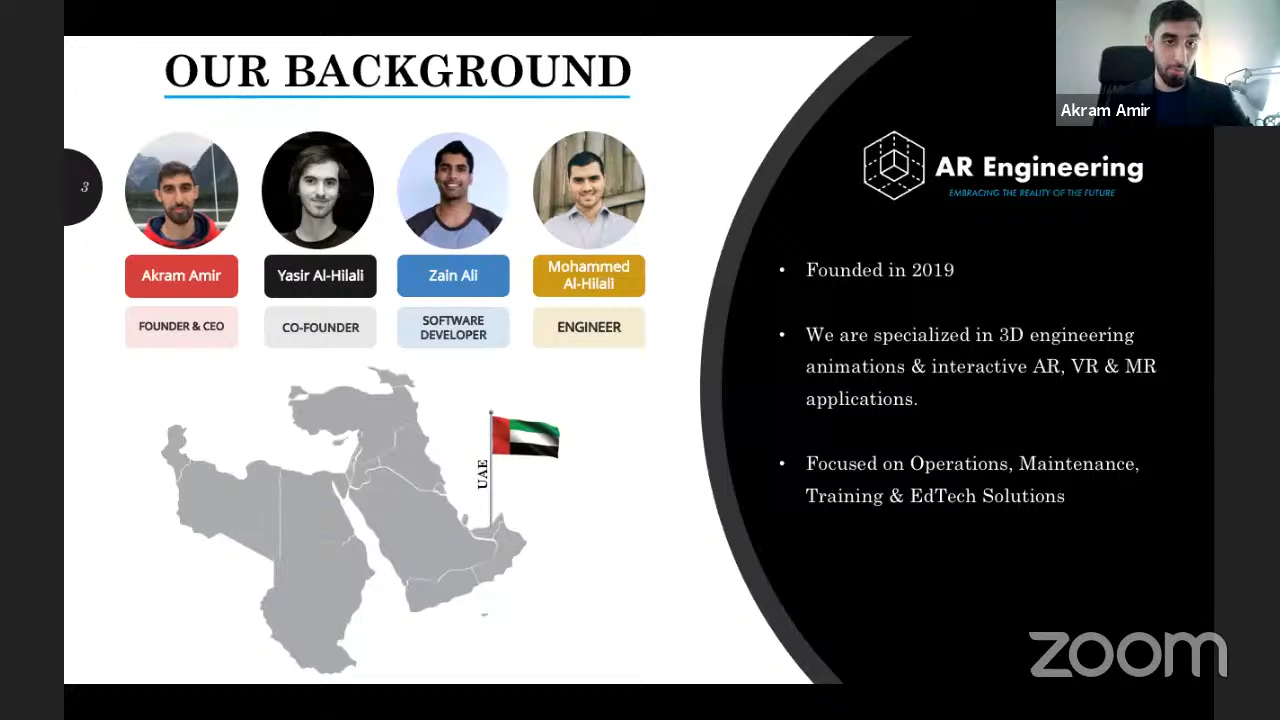 OUR BACKGROUND
3
Akram Amir
FOUNDER & CEO
Yasir Al-Hilali
CO-FOUNDER
Zain Ali
SOFTWARE
DEVELOPER
Mohammed
Al-Hilali
ENGINEER
UAE
Akram Amir
AR Engineering
EMBRACING THE REALITY OF THE FUTURE
• Founded in 2019
• We are specialized in 3D engineering
animations & interactive AR, VR & MR
applications.
• Focused on Operations, Maintenance,
Training & EdTech Solutions
zoom